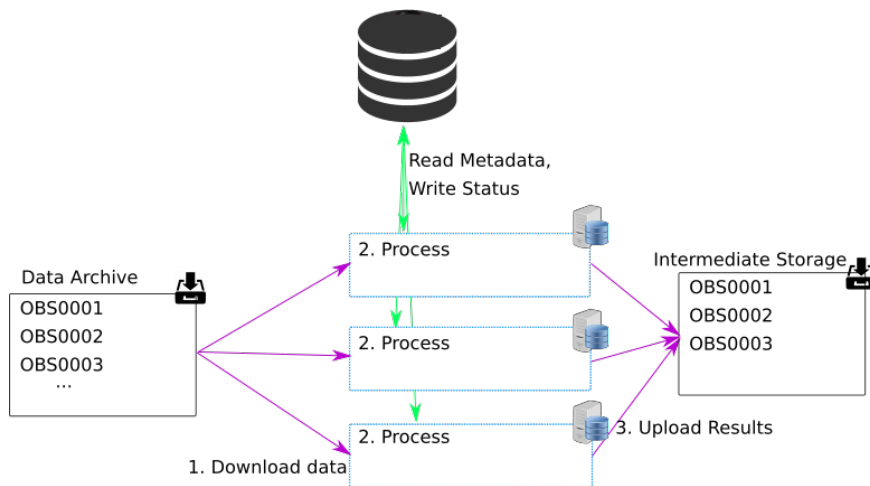 Read Metadata,
Write Status
Data Archive
OBS0001
OBS0002
OBS0003
...
2. Process
2. Process
2. Process
1. Download data
3. Upload Results
Intermediate Storage
OBS0001
OBS0002
OBS0003